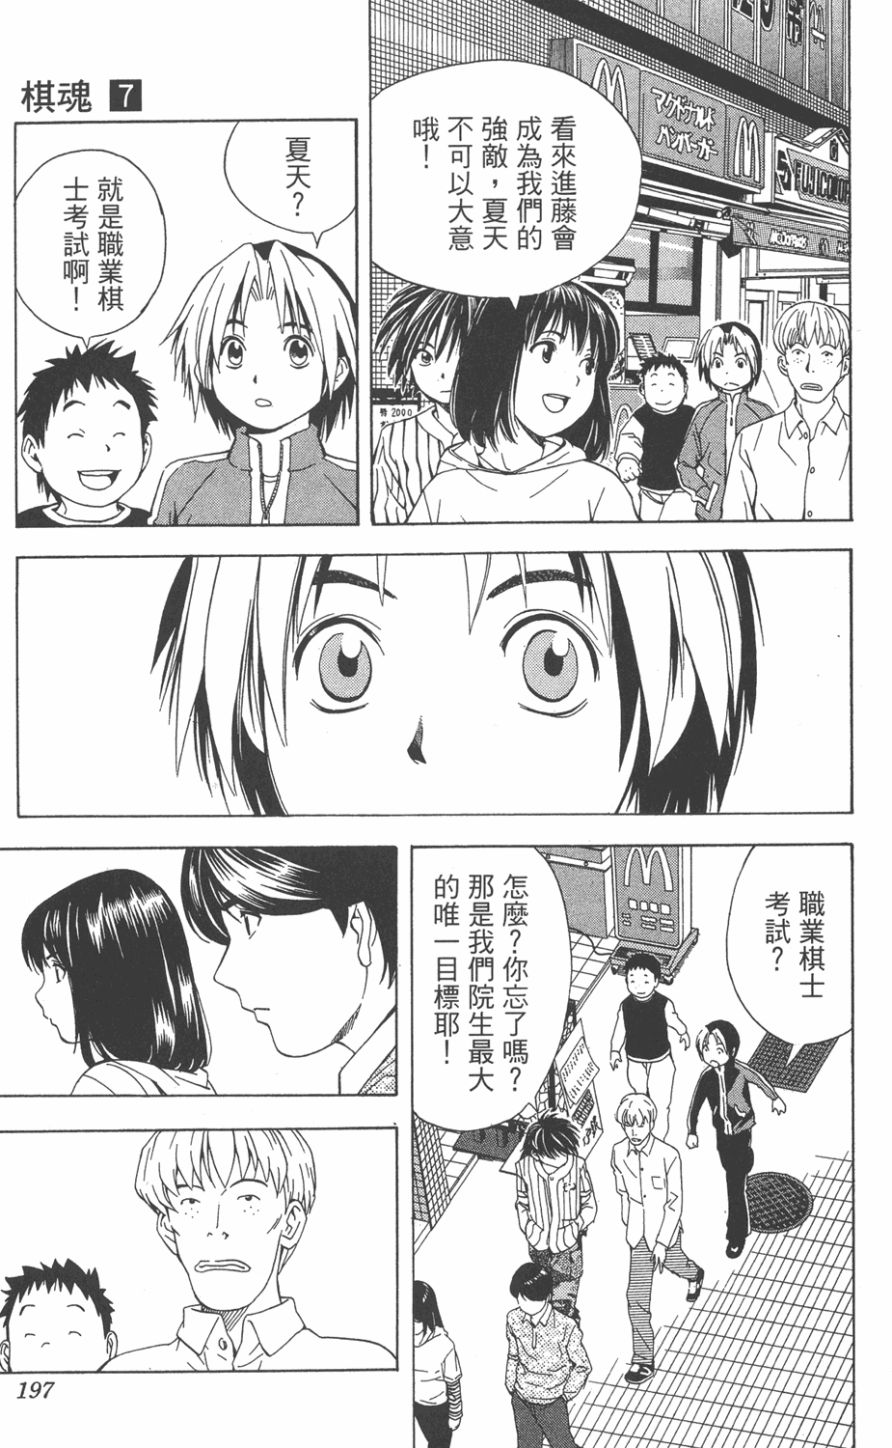 棋魂 7
看來進藤會
成為我們的
強敵，夏天
不可以大意
哦！
マクドナルド
ハンバーガー
FUJICOLOR
McDonald's
2000
夏天？
就是職業棋
士考試啊！
職業棋士
考試？
怎麼？你忘了嗎？
那是我們院生最大
的唯一目標耶！
197